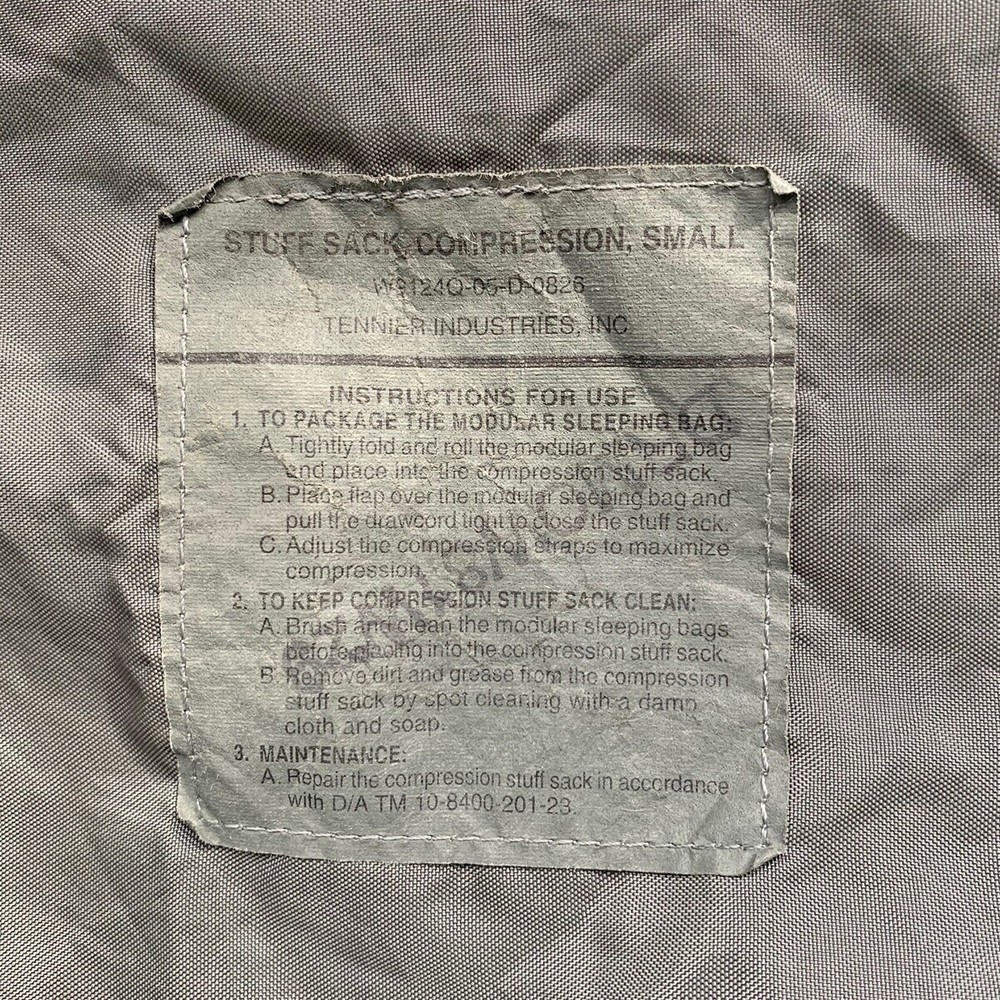 STUFF SACK, COMPRESSION, SMALL
W9124Q-05-D-0826
TENNIER INDUSTRIES, INC
INSTRUCTIONS FOR USE
1. TO PACKAGE THE MODULAR SLEEPING BAG:
A. Tightly fold and roll the modular sleeping bag
and place into the compression stuff sack.
B. Place flap over the modular sleeping bag and
pull the drawcord tight to close the stuff sack.
C. Adjust the compression straps to maximize
compression.
2. TO KEEP COMPRESSION STUFF SACK CLEAN:
A. Brush and clean the modular sleeping bags
before placing into the compression stuff sack.
B. Remove dirt and grease from the compression
stuff sack by spot cleaning with a damp
cloth and soap.
3. MAINTENANCE:
A. Repair the compression stuff sack in accordance
with D/A TM 10-8400-201-23.